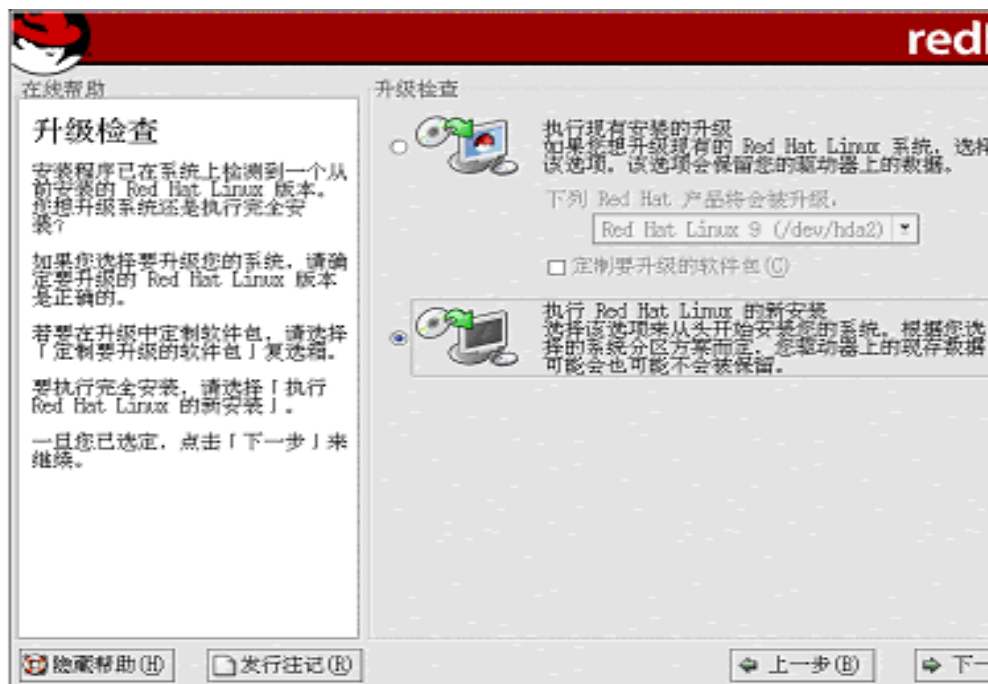 redH
在线帮助
升级检查
安装程序已在系统上检测到一个从
前安装的 Red Hat Linux 版本。
您想升级系统还是执行完全安
装？
如果您选择要升级您的系统，请确
定要升级的 Red Hat Linux 版本
是正确的。
若要在升级中定制软件包，请选择
「定制要升级的软件包」复选箱。
要执行完全安装，请选择「执行
Red Hat Linux 的新安装」。
一旦您已选定，点击「下一步」来
继续。
升级检查
执行现有安装的升级
如果您想升级现有的 Red Hat Linux 系统，选择
该选项。该选项会保留您的驱动器上的数据。
下列 Red Hat 产品将会被升级：
Red Hat Linux 9 (/dev/hda2)
定制要升级的软件包(C)
执行 Red Hat Linux 的新安装
选择该选项来从头开始安装您的系统。根据您选
择的系统分区方案而定，您驱动器上的现存数据
可能会也可能不会被保留。
隐藏帮助(H)
发行注记(R)
上一步(B)
下一